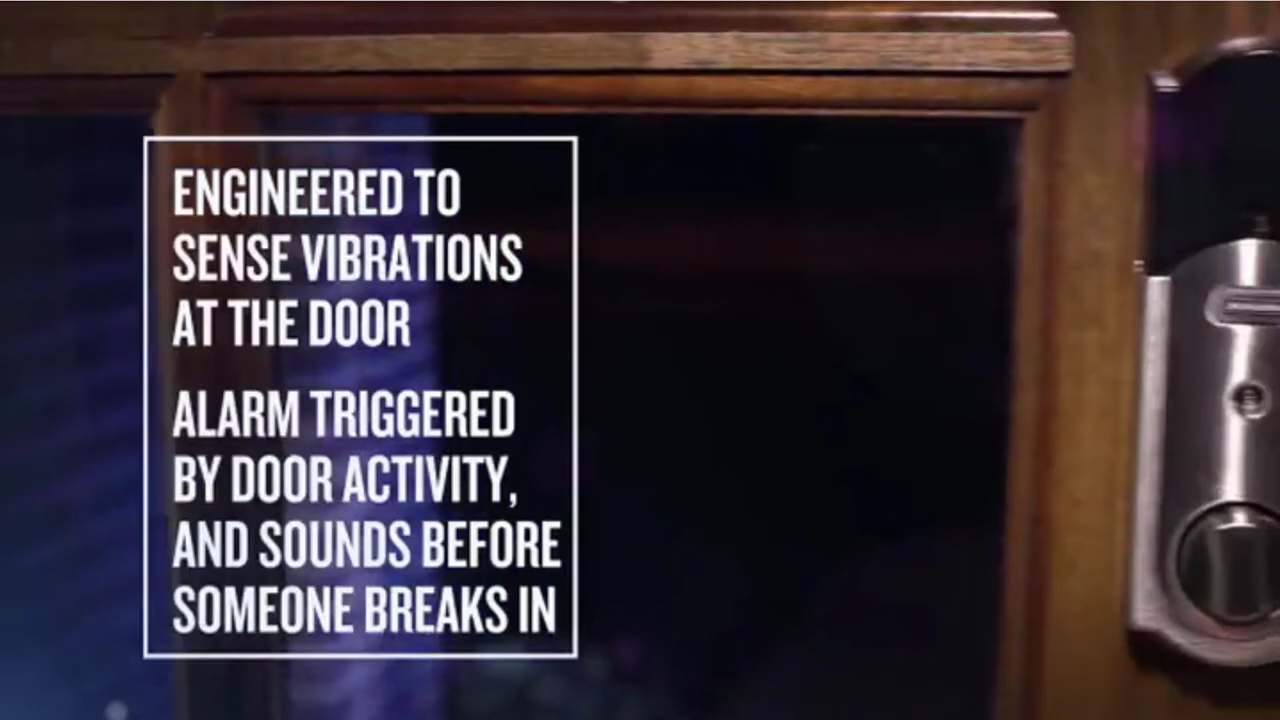 ENGINEERED TO
SENSE VIBRATIONS
AT THE DOOR
ALARM TRIGGERED
BY DOOR ACTIVITY,
AND SOUNDS BEFORE
SOMEONE BREAKS IN